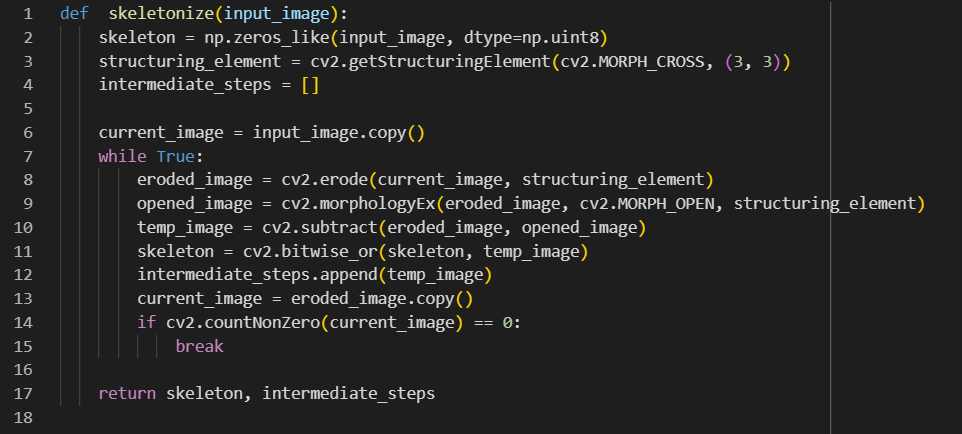 1 def  skeletonize(input_image):
2     skeleton = np.zeros_like(input_image, dtype=np.uint8)
3     structuring_element = cv2.getStructuringElement(cv2.MORPH_CROSS, (3, 3))
4     intermediate_steps = []
5
6     current_image = input_image.copy()
7     while True:
8         eroded_image = cv2.erode(current_image, structuring_element)
9         opened_image = cv2.morphologyEx(eroded_image, cv2.MORPH_OPEN, structuring_element)
10         temp_image = cv2.subtract(eroded_image, opened_image)
11         skeleton = cv2.bitwise_or(skeleton, temp_image)
12         intermediate_steps.append(temp_image)
13         current_image = eroded_image.copy()
14         if cv2.countNonZero(current_image) == 0:
15             break
16
17     return skeleton, intermediate_steps
18